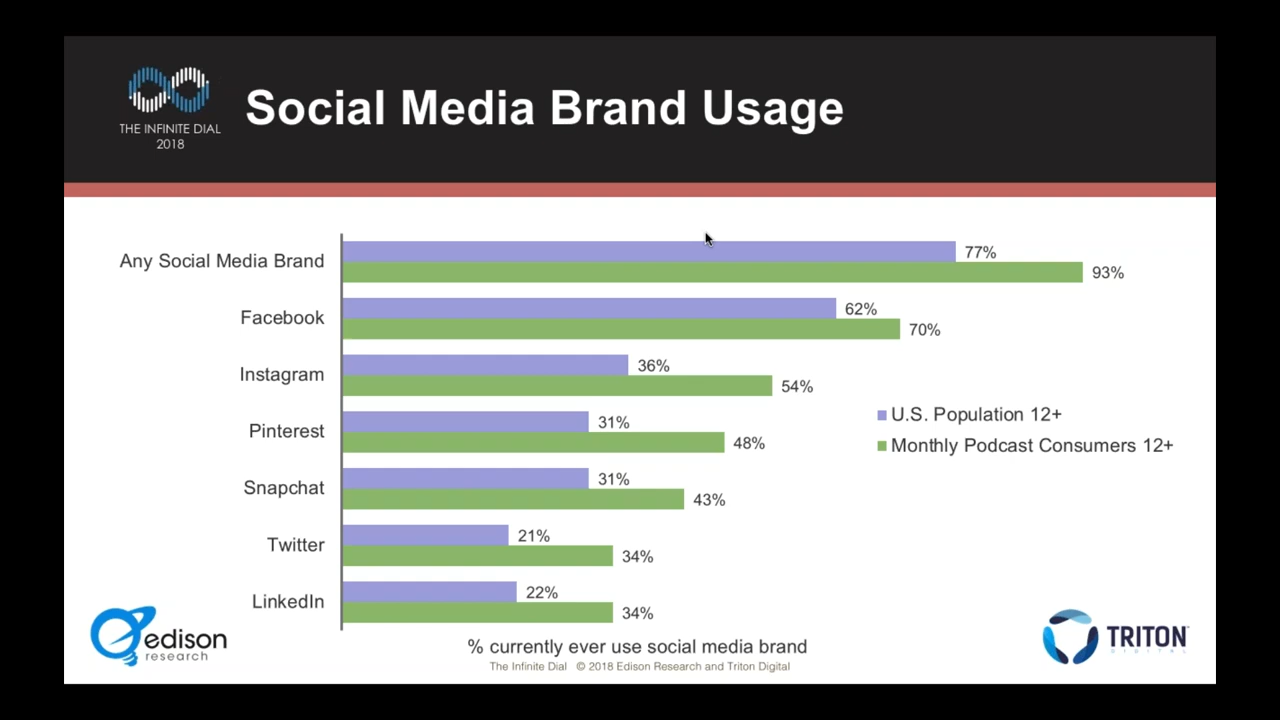 THE INFINITE DIAL
2018
Social Media Brand Usage
Any Social Media Brand
77%
93%
Facebook
62%
70%
Instagram
36%
54%
Pinterest
31%
48%
Snapchat
31%
43%
Twitter
21%
34%
LinkedIn
22%
34%
U.S. Population 12+
Monthly Podcast Consumers 12+
edison
research
% currently ever use social media brand
The Infinite Dial © 2018 Edison Research and Triton Digital
TRITON
DIGITAL